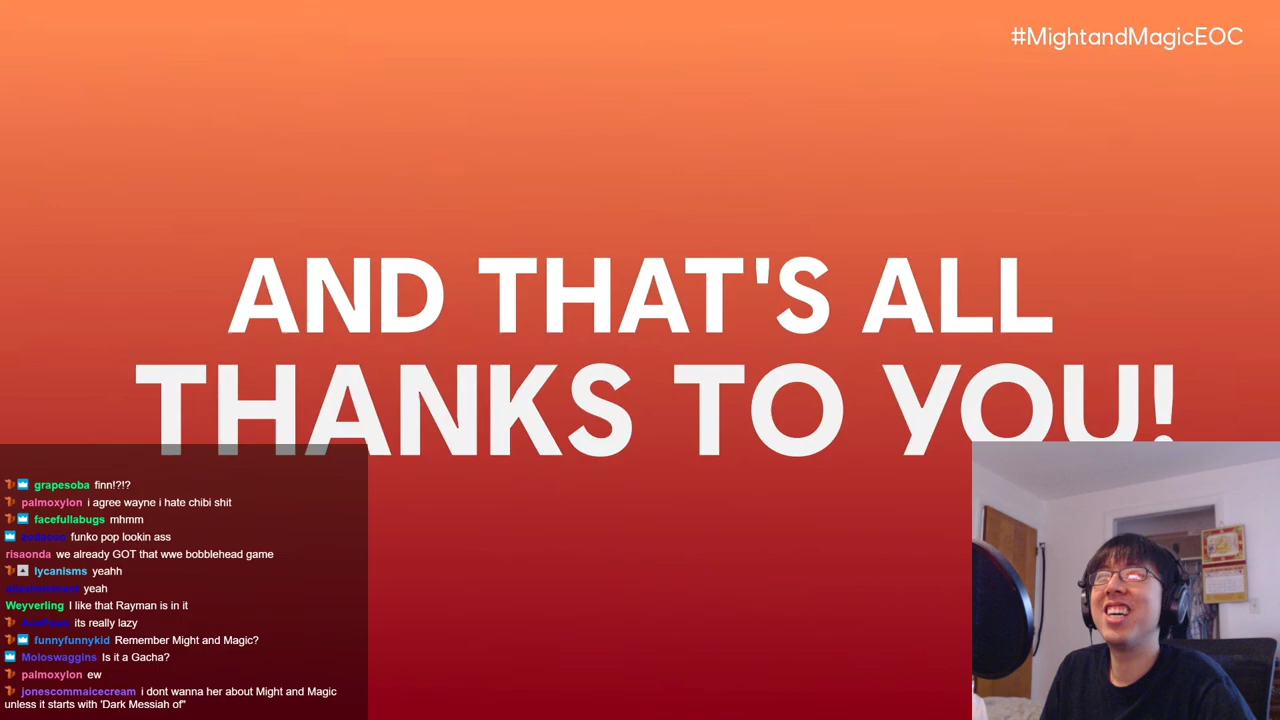 #MightandMagicEOC
AND THAT'S ALL
THANKS TO YOU!
grapesoba finn!?!?
palmoxylon i agree wayne i hate chibi shit
facefullabugs mhmm
funko pop lookin ass
risaonda we already GOT that wwe bobblehead game
lycanisms yeahh
yeah
Weyverling I like that Rayman is in it
its really lazy
funnyfunnykid Remember Might and Magic?
Moloswaggins Is it a Gacha?
palmoxylon ew
jonescommaicecream i dont wanna her about Might and Magic
unless it starts with 'Dark Messiah of"